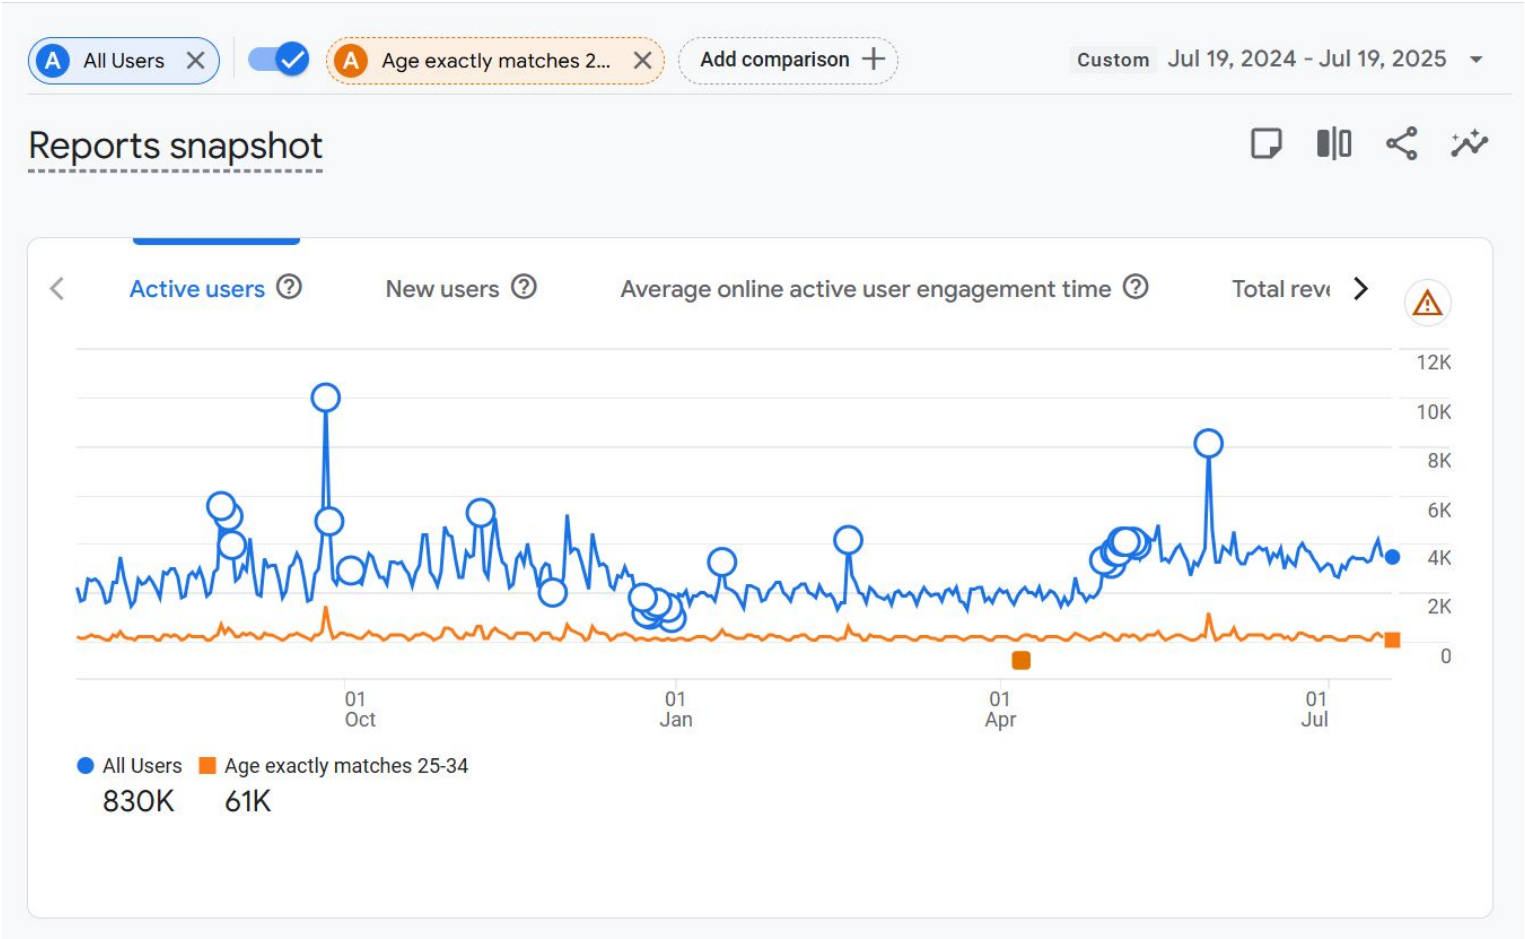 A All Users A Age exactly matches 2... Add comparison Custom Jul 19, 2024 - Jul 19, 2025
Reports snapshot
Active users New users Average online active user engagement time Total reve
12K
10K
8K
6K
4K
2K
0
01 01 01 01
Oct Jan Apr Jul
All Users Age exactly matches 25-34
830K 61K